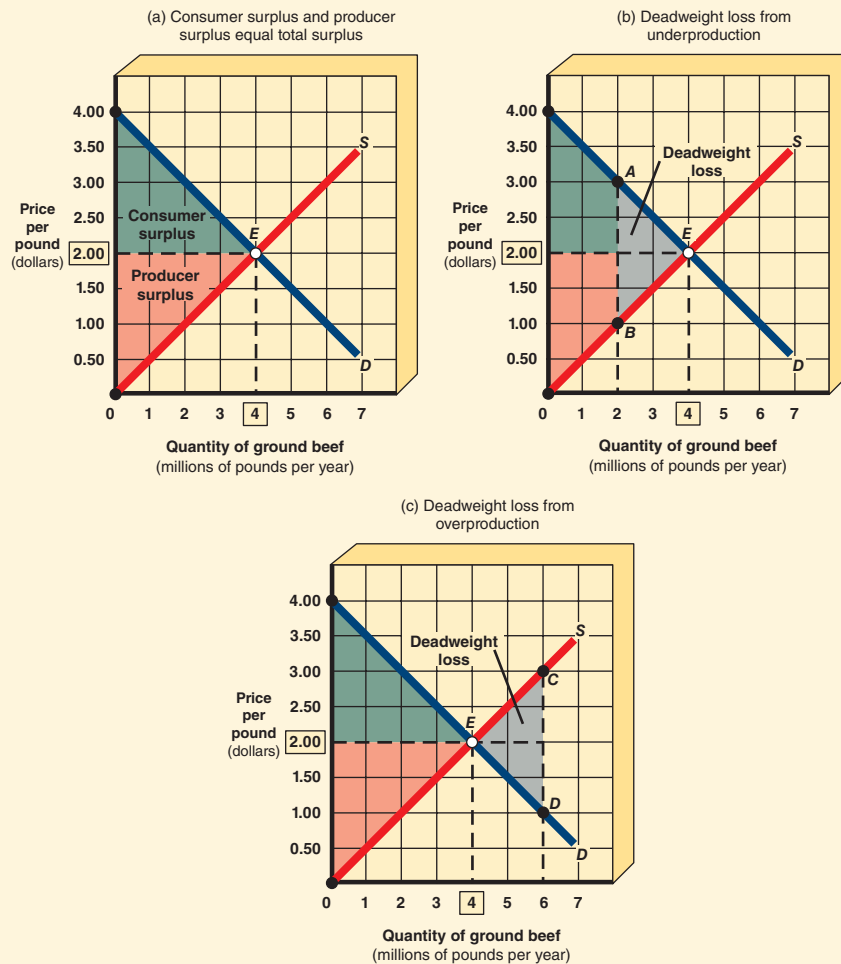 (a) Consumer surplus and producer
surplus equal total surplus
4.00
3.50
3.00
2.50
2.00
1.50
1.00
0.50
Price
per
pound
(dollars)
Consumer
surplus
Producer
surplus
E
S
D
0 1 2 3 4 5 6 7
Quantity of ground beef
(millions of pounds per year)
(b) Deadweight loss from
underproduction
4.00
3.50
3.00
2.50
2.00
1.50
1.00
0.50
Price
per
pound
(dollars)
Deadweight
loss
A
E
B
S
D
0 1 2 3 4 5 6 7
Quantity of ground beef
(millions of pounds per year)
(c) Deadweight loss from
overproduction
4.00
3.50
3.00
2.50
2.00
1.50
1.00
0.50
Price
per
pound
(dollars)
Deadweight
loss
S
C
E
D
D
0 1 2 3 4 5 6 7
Quantity of ground beef
(millions of pounds per year)